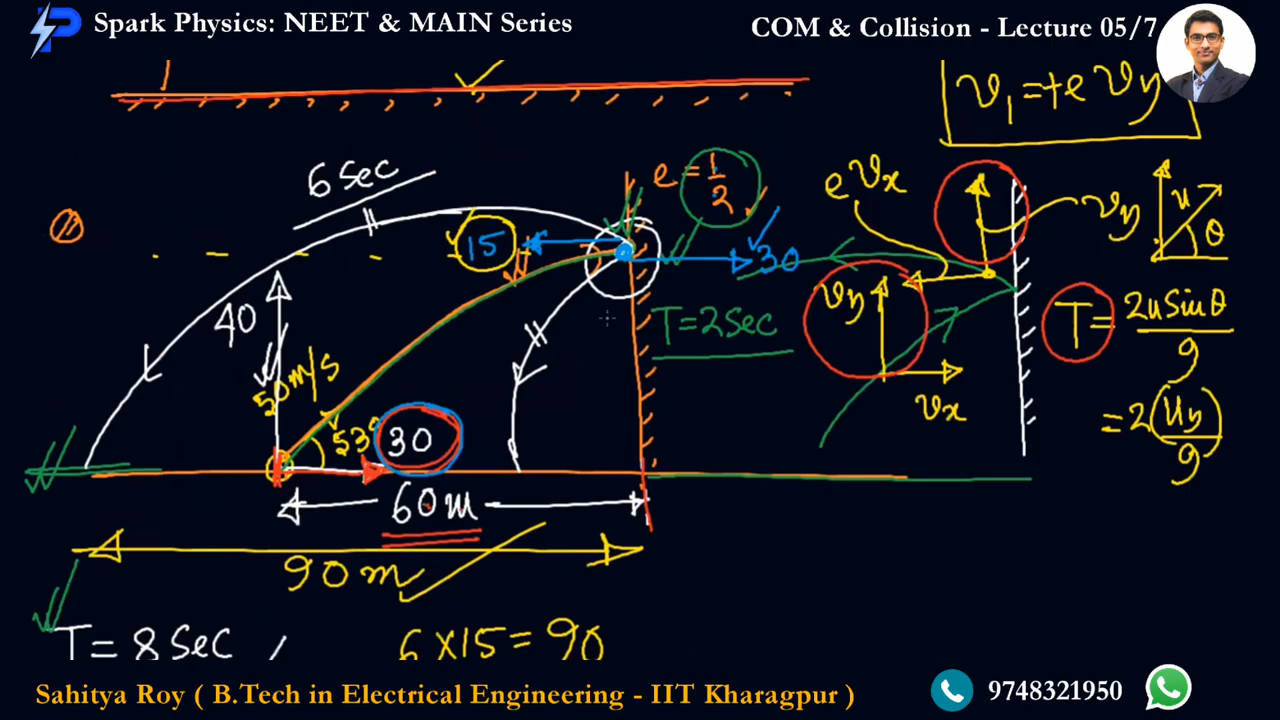 Spark Physics: NEET & MAIN Series
COM & Collision - Lecture 05/7
v₁ = +e vy
6 Sec
e = 1/2
e vx
vy
u
θ
15
30
40
T = 2 Sec
vy
vx
T = 2u sinθ / g
= 2 (uy / g)
50 m/s
53°
30
60 m
90 m
T = 8 Sec
6 × 15 = 90
Sahitya Roy ( B.Tech in Electrical Engineering - IIT Kharagpur )
9748321950